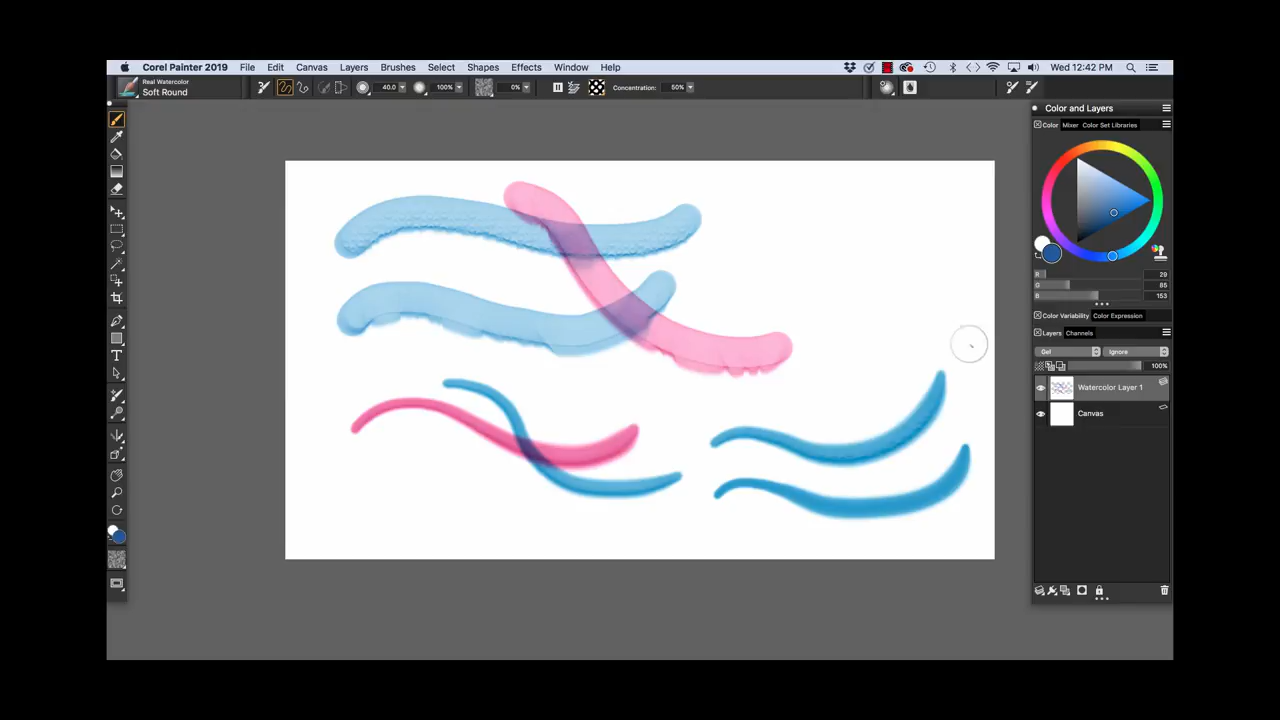 Corel Painter 2019 File Edit Canvas Layers Brushes Select Shapes Effects Window Help Wed 12:42 PM
Real Watercolor
Soft Round
40.0 100% 0% Concentration: 50%
Color and Layers
Color Mixer Color Set Libraries
R 29
G 85
B 153
Color Variability Color Expression
Layers Channels
Gel Ignore
100%
Watercolor Layer 1
Canvas